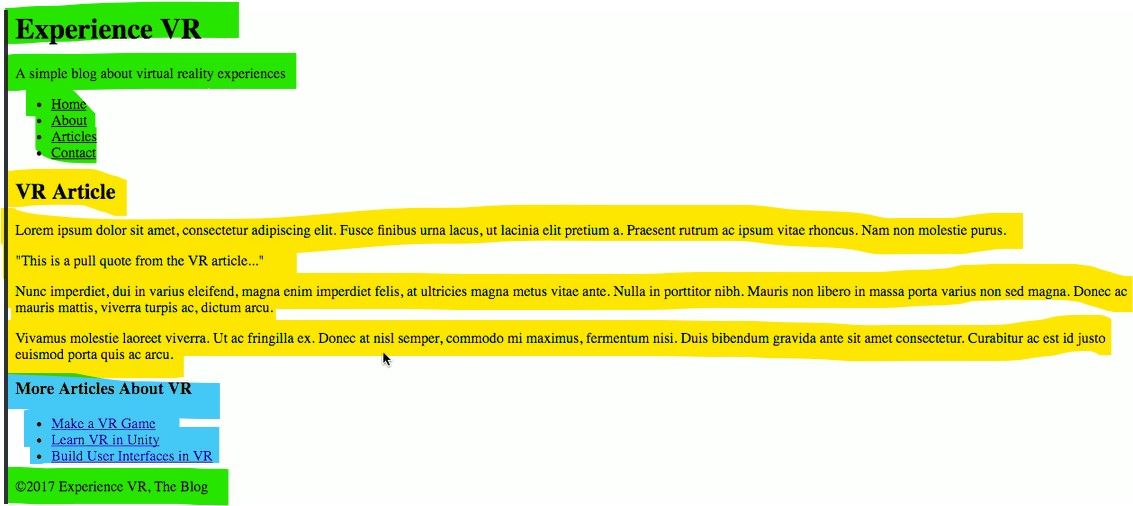 Experience VR
A simple blog about virtual reality experiences
• Home
• About
• Articles
• Contact
VR Article
Lorem ipsum dolor sit amet, consectetur adipiscing elit. Fusce finibus urna lacus, ut lacinia elit pretium a. Praesent rutrum ac ipsum vitae rhoncus. Nam non molestie purus.
"This is a pull quote from the VR article..."
Nunc imperdiet, dui in varius eleifend, magna enim imperdiet felis, at ultricies magna metus vitae ante. Nulla in porttitor nibh. Mauris non libero in massa porta varius non sed magna. Donec ac
mauris mattis, viverra turpis ac, dictum arcu.
Vivamus molestie laoreet viverra. Ut ac fringilla ex. Donec at nisl semper, commodo mi maximus, fermentum nisi. Duis bibendum gravida ante sit amet consectetur. Curabitur ac est id justo
euismod porta quis ac arcu.
More Articles About VR
• Make a VR Game
• Learn VR in Unity
• Build User Interfaces in VR
©2017 Experience VR, The Blog